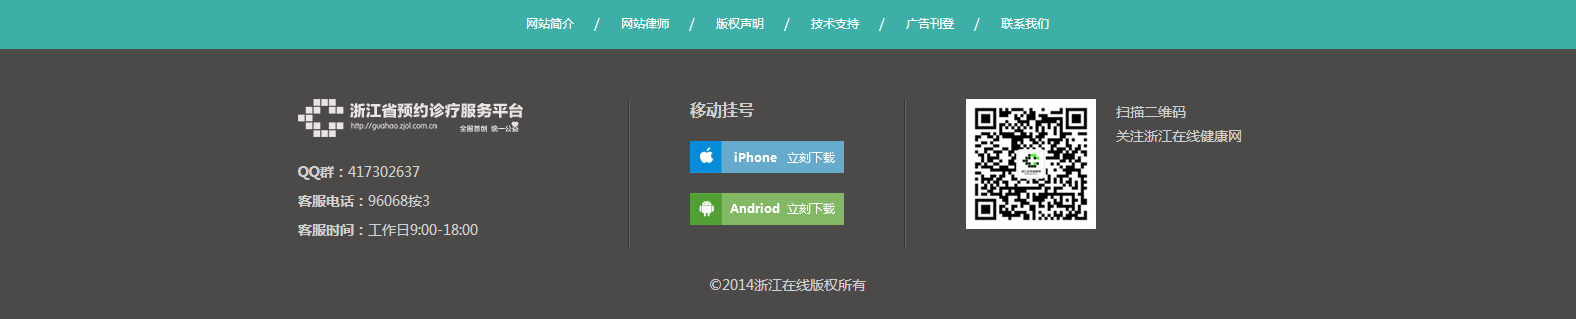 网站简介 / 网站律师 / 版权声明 / 技术支持 / 广告刊登 / 联系我们
浙江省预约诊疗服务平台
http://guahao.zjol.com.cn 全国首创 统一公益
QQ群：417302637
客服电话：96068按3
客服时间：工作日9:00-18:00
移动挂号
iPhone 立刻下载
Andriod 立刻下载
扫描二维码
关注浙江在线健康网
©2014浙江在线版权所有